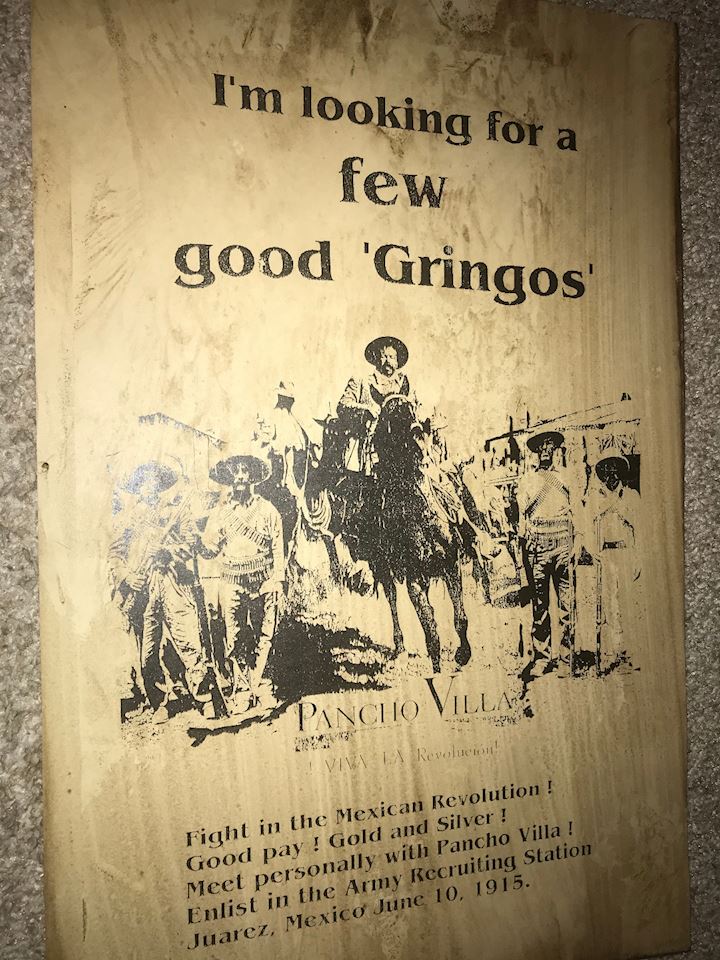 I'm looking for a
few
good 'Gringos'
PANCHO VILLA
¡ VIVA LA Revolucion!
Fight in the Mexican Revolution !
Good pay ! Gold and Silver !
Meet personally with Pancho Villa !
Enlist in the Army Recruiting Station
Juarez, Mexico June 10, 1915.